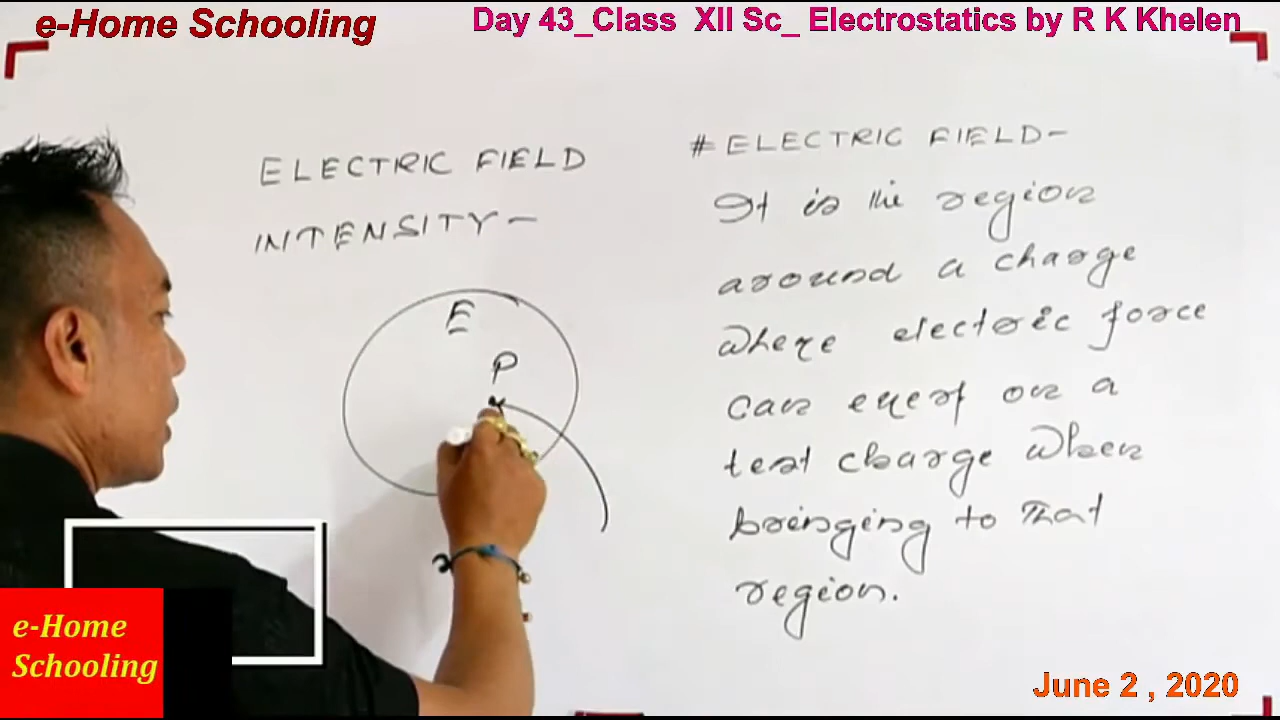 e-Home Schooling
Day 43_Class XII Sc_ Electrostatics by R K Khelen
ELECTRIC FIELD
INTENSITY -
E
P
# ELECTRIC FIELD -
It is the region
around a charge
where electric force
can exert on a
test charge when
bringing to that
region.
e-Home
Schooling
June 2 , 2020